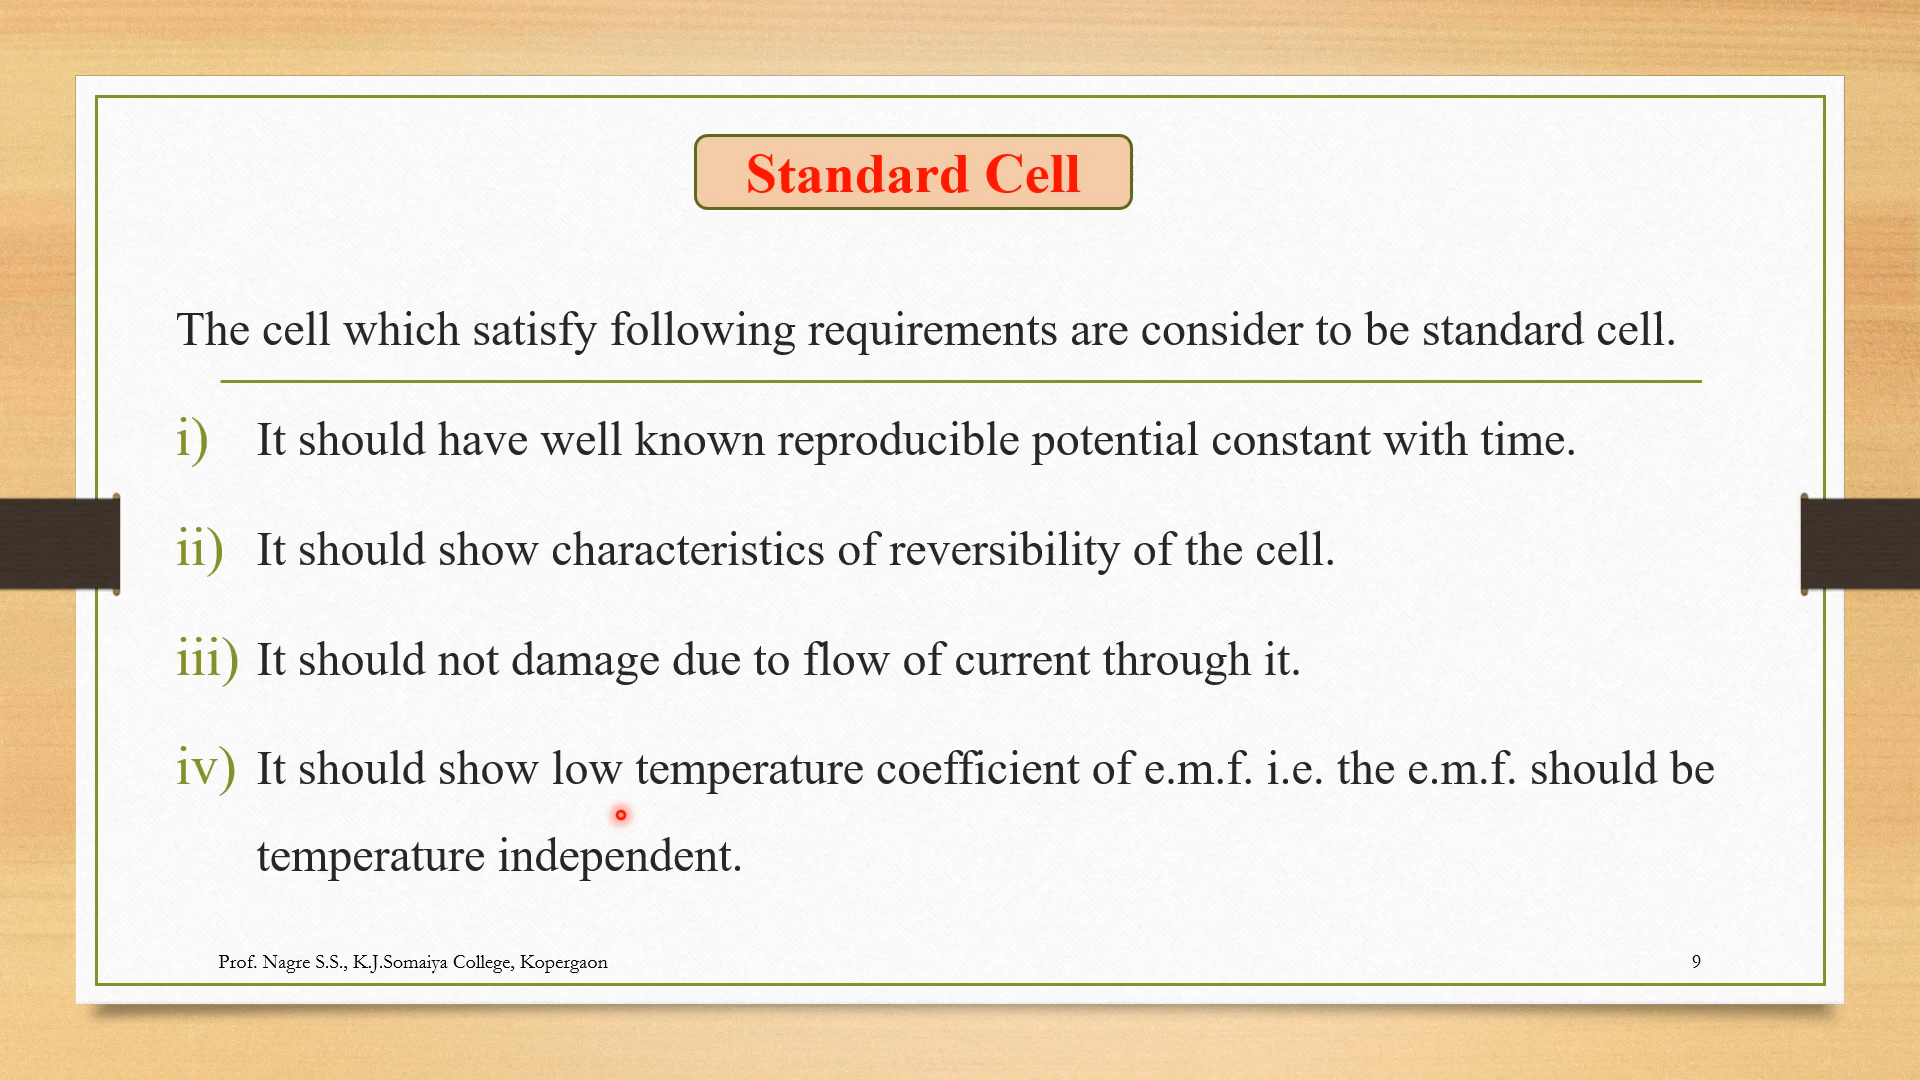 Standard Cell
The cell which satisfy following requirements are consider to be standard cell.
i) It should have well known reproducible potential constant with time.
ii) It should show characteristics of reversibility of the cell.
iii) It should not damage due to flow of current through it.
iv) It should show low temperature coefficient of e.m.f. i.e. the e.m.f. should be
temperature independent.
Prof. Nagre S.S., K.J.Somaiya College, Kopergaon
9